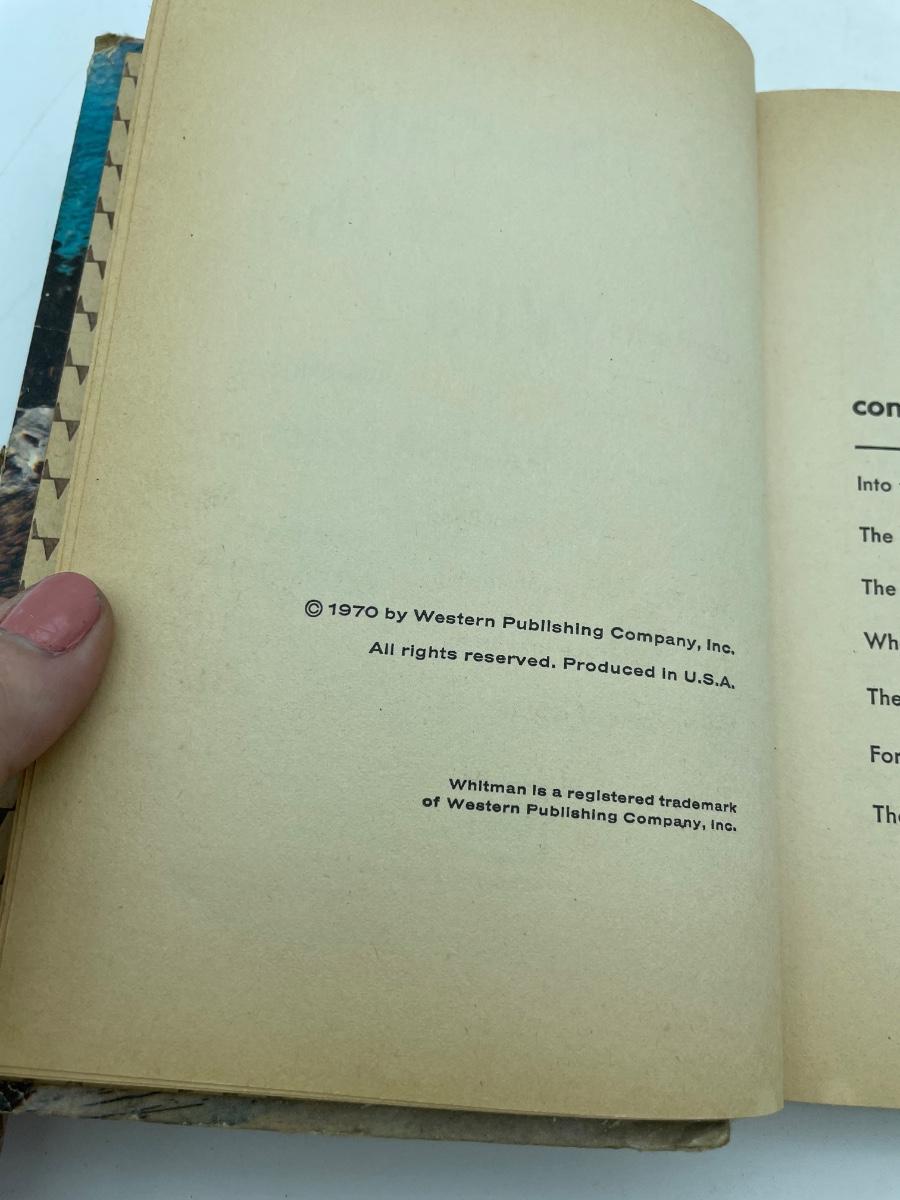 © 1970 by Western Publishing Company, Inc.
All rights reserved. Produced in U.S.A.
Whitman is a registered trademark
of Western Publishing Company, Inc.
con
Into
The
The
Wh
The
For
The